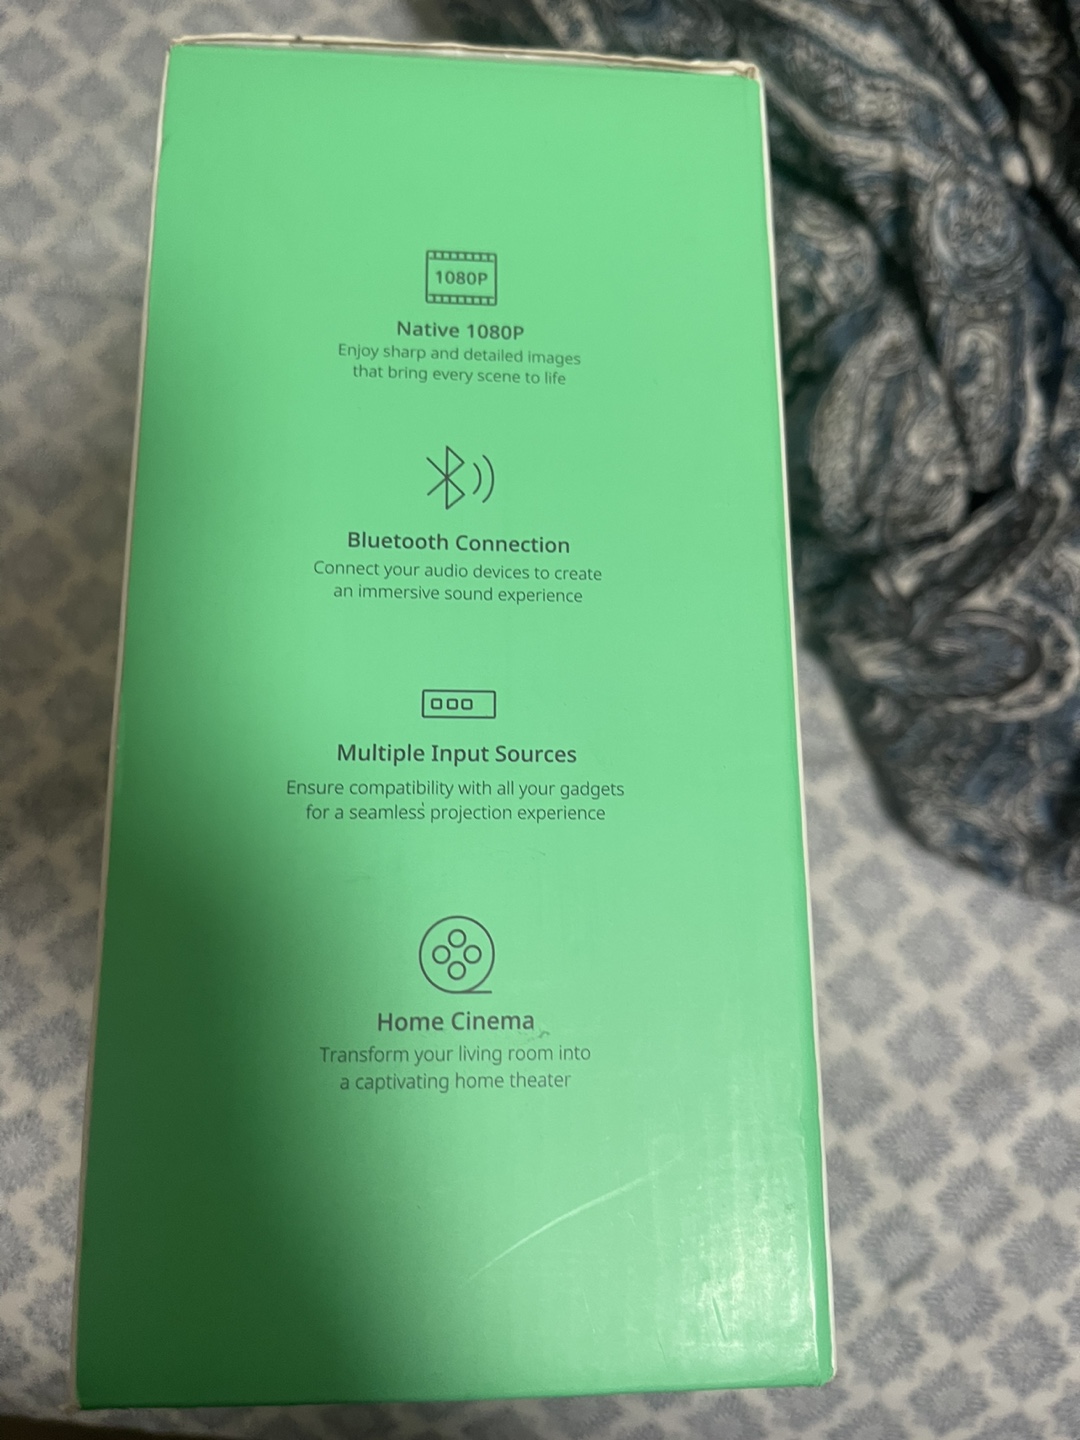 1080P
Native 1080P
Enjoy sharp and detailed images
that bring every scene to life
Bluetooth Connection
Connect your audio devices to create
an immersive sound experience
Multiple Input Sources
Ensure compatibility with all your gadgets
for a seamless projection experience
Home Cinema
Transform your living room into
a captivating home theater